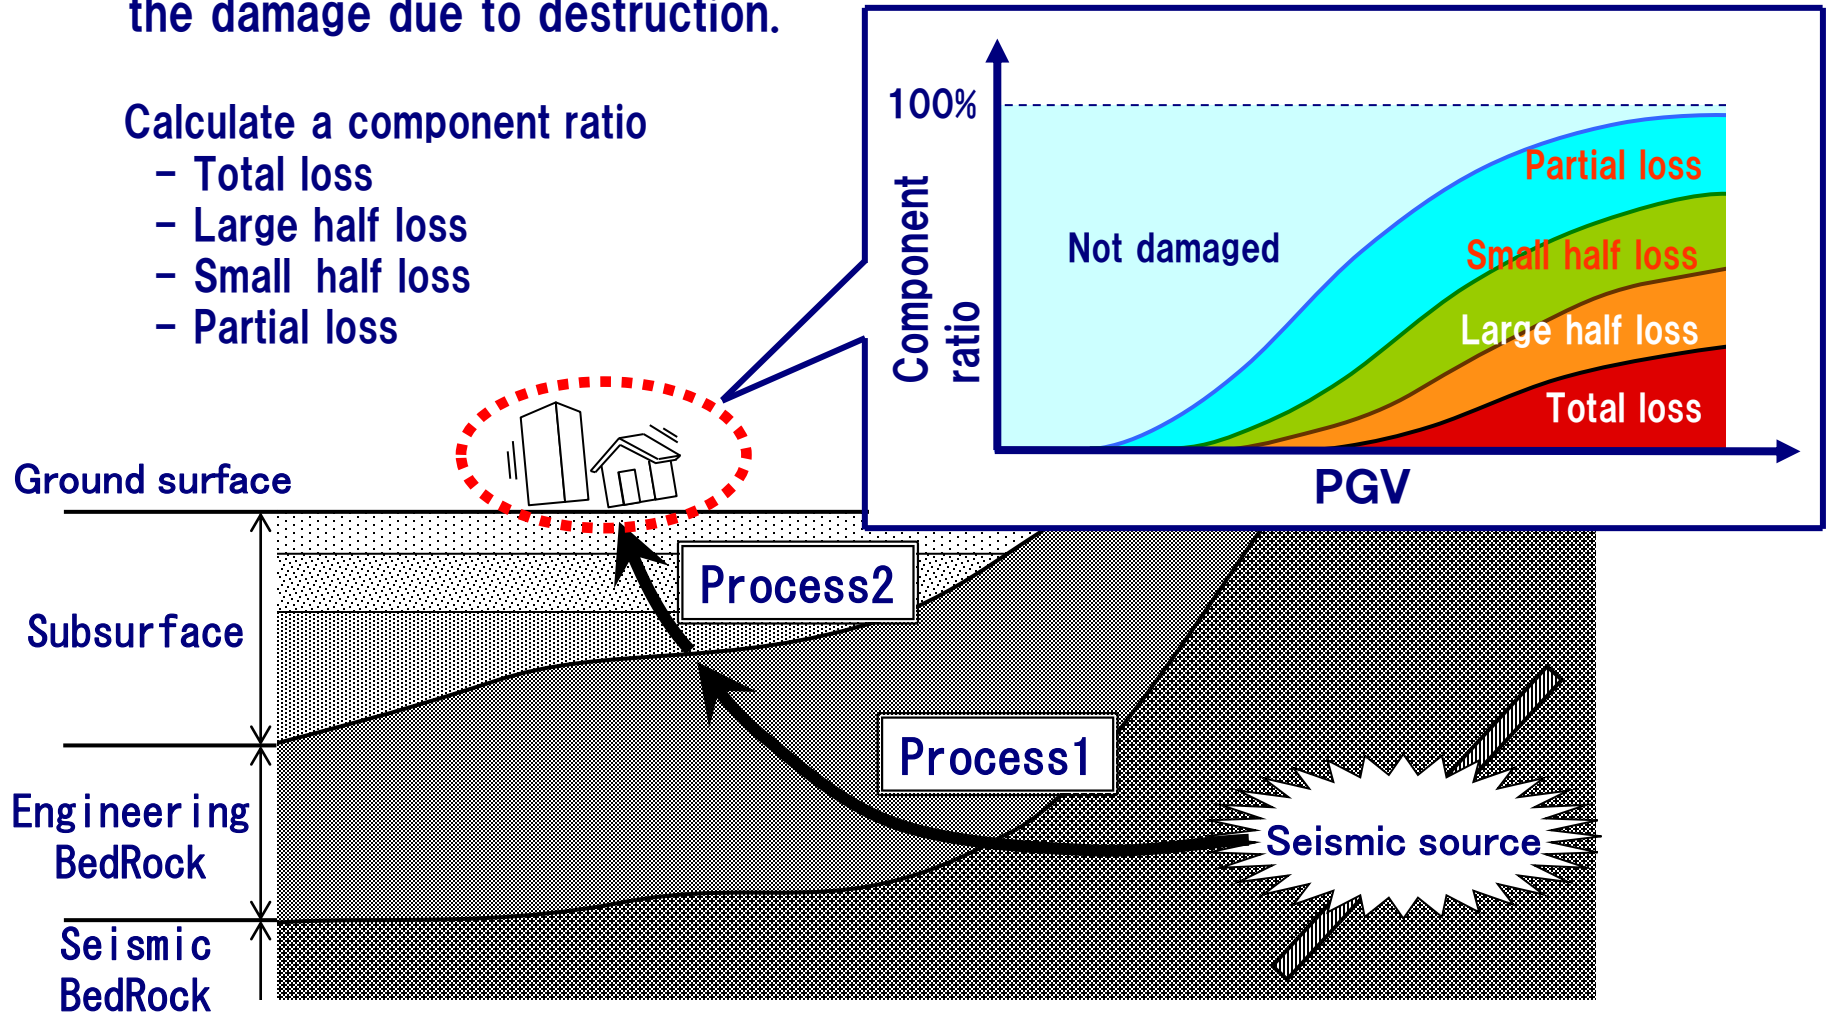 the damage due to destruction.
Calculate a component ratio
- Total loss
- Large half loss
- Small half loss
- Partial loss
100%
Component
ratio
Not damaged
Partial loss
Small half loss
Large half loss
Total loss
PGV
Ground surface
Subsurface
Engineering
BedRock
Seismic
BedRock
Process2
Process1
Seismic source